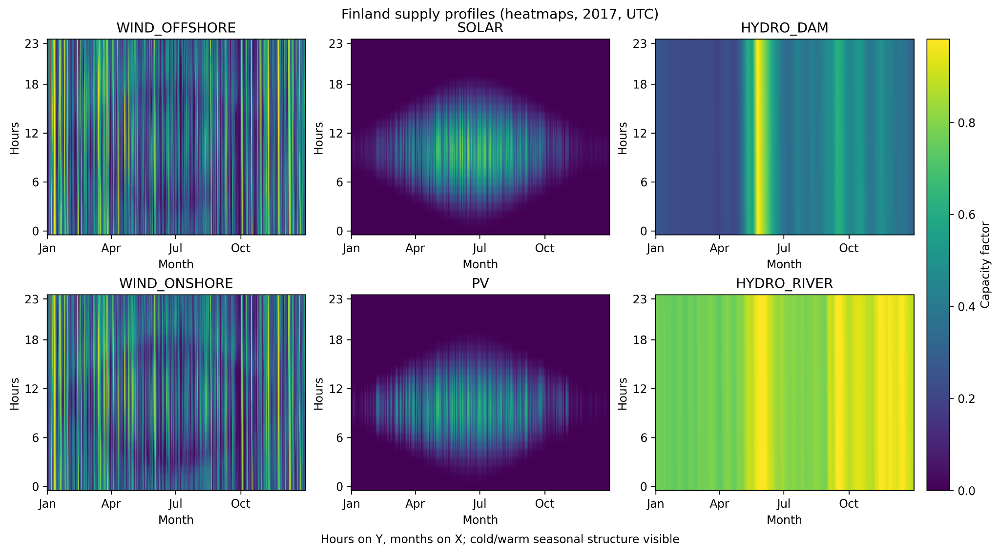 Finland supply profiles (heatmaps, 2017, UTC)
WIND_OFFSHORE
23
18
12
6
0
Hours
Jan Apr Jul Oct
Month
SOLAR
23
18
12
6
0
Hours
Jan Apr Jul Oct
Month
HYDRO_DAM
23
18
12
6
0
Hours
Jan Apr Jul Oct
Month
WIND_ONSHORE
23
18
12
6
0
Hours
Jan Apr Jul Oct
Month
PV
23
18
12
6
0
Hours
Jan Apr Jul Oct
Month
HYDRO_RIVER
23
18
12
6
0
Hours
Jan Apr Jul Oct
Month
0.8
0.6
0.4
0.2
0.0
Capacity factor
Hours on Y, months on X; cold/warm seasonal structure visible